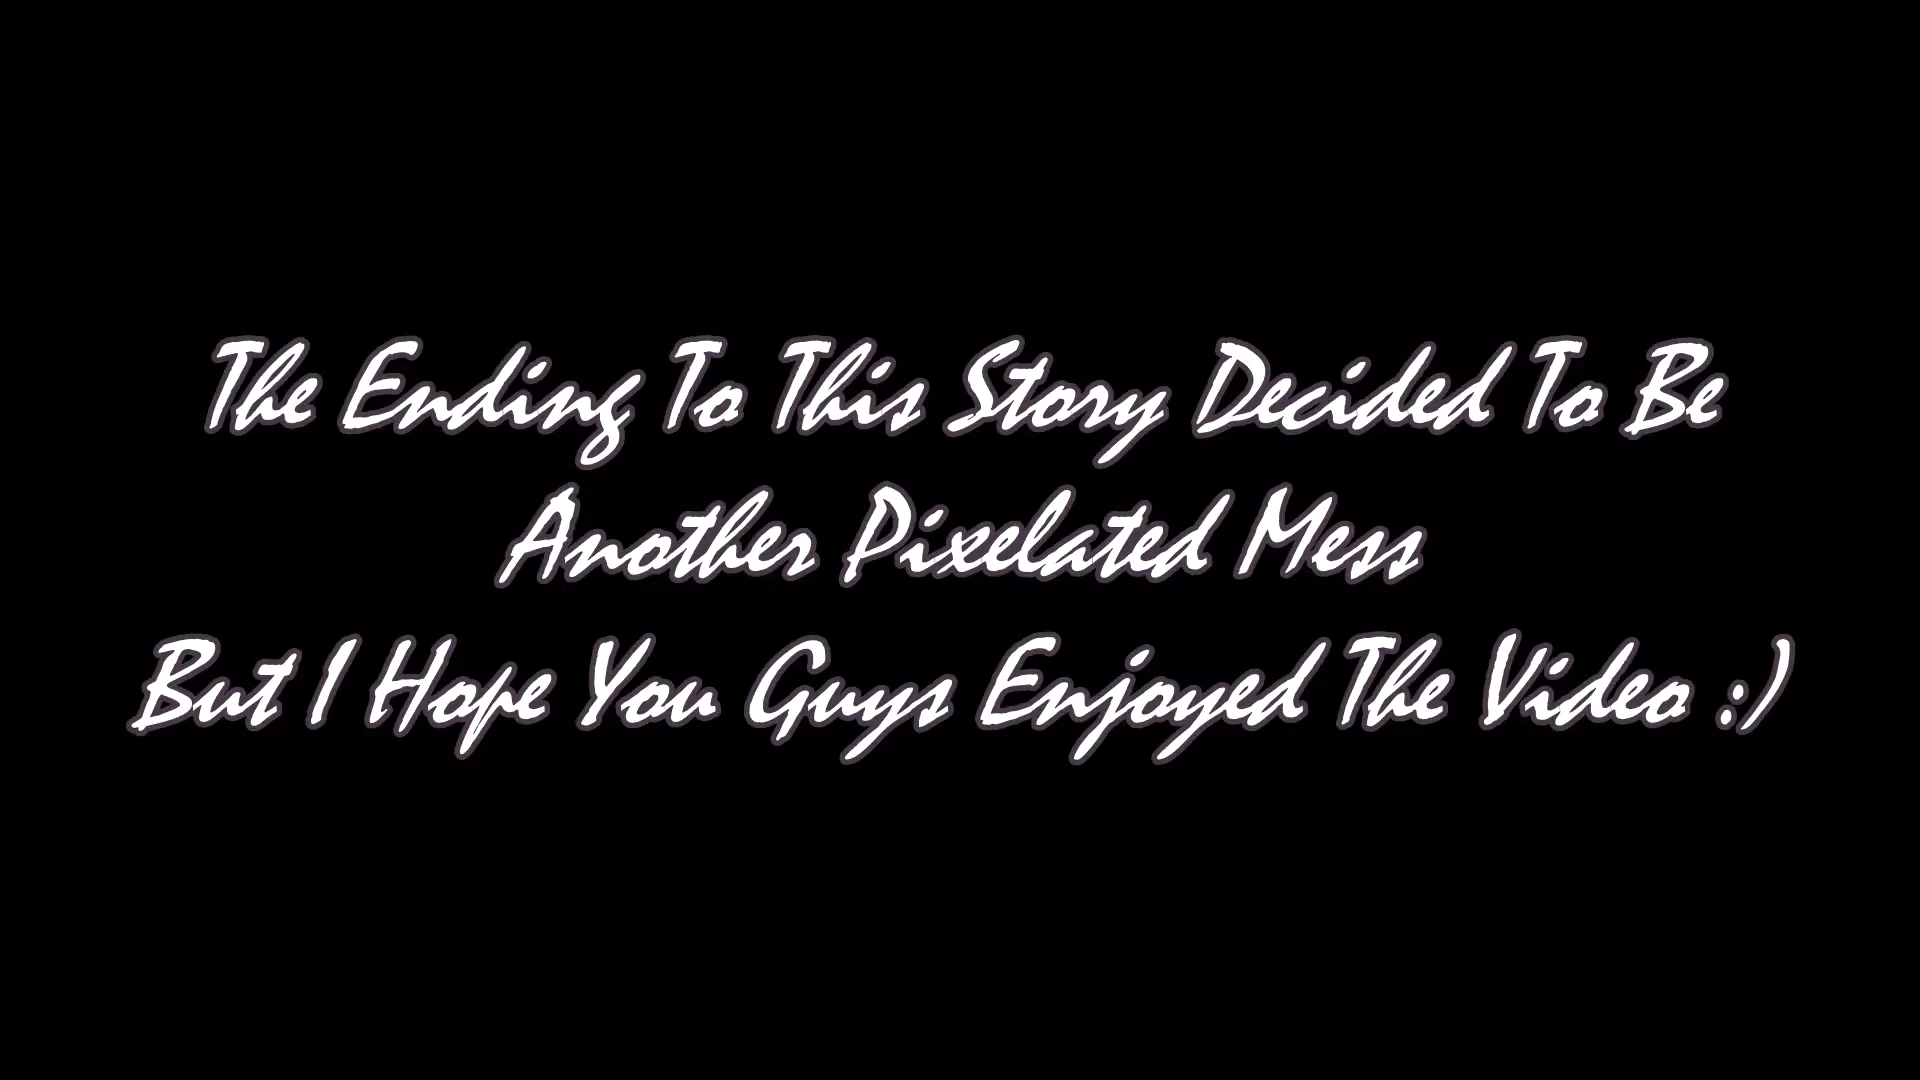 The Ending To This Story Decided To Be
Another Pixelated Mess
But I Hope You Guys Enjoyed The Video :)